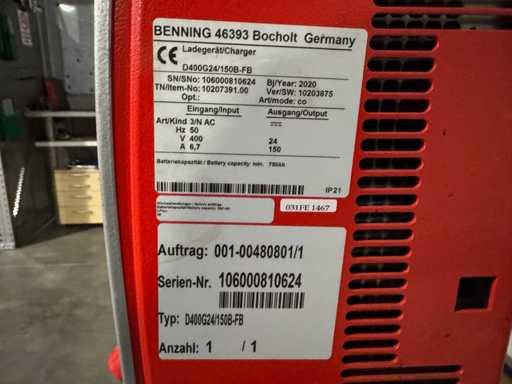 BENNING 46393 Bocholt Germany
CE Ladegerät/Charger
D400G24/150B-FB
SN/SNo: 106000810624 Bj/Year: 2020
TN/Item-No: 10207391.00 Ver/SW: 10203875
Opt.: Art/mode: co
Eingang/Input Ausgang/Output
Art/Kind 3/N AC
Hz 50
V 400 24
A 6,7 150
Batteriekapazität / Battery capacity min. 750Ah
IP21
031FE 1467
Auftrag: 001-00480801/1
Serien-Nr. 106000810624
Typ: D400G24/150B-FB
Anzahl: 1 / 1